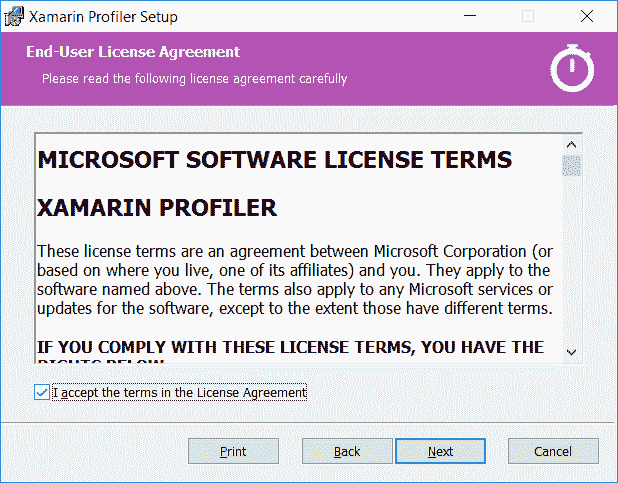 Xamarin Profiler Setup
End-User License Agreement
Please read the following license agreement carefully
MICROSOFT SOFTWARE LICENSE TERMS
XAMARIN PROFILER
These license terms are an agreement between Microsoft Corporation (or
based on where you live, one of its affiliates) and you. They apply to the
software named above. The terms also apply to any Microsoft services or
updates for the software, except to the extent those have different terms.
IF YOU COMPLY WITH THESE LICENSE TERMS, YOU HAVE THE
RIGHTS BELOW
I accept the terms in the License Agreement
Print Back Next Cancel